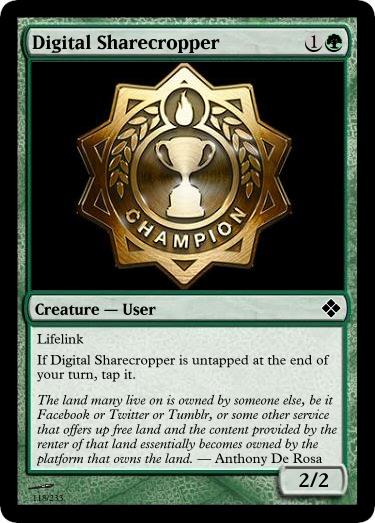 Digital Sharecropper 1
CHAMPION
Creature — User
Lifelink
If Digital Sharecropper is untapped at the end of
your turn, tap it.
The land many live on is owned by someone else, be it
Facebook or Twitter or Tumblr, or some other service
that offers up free land and the content provided by the
renter of that land essentially becomes owned by the
platform that owns the land. — Anthony De Rosa
2/2
118/235